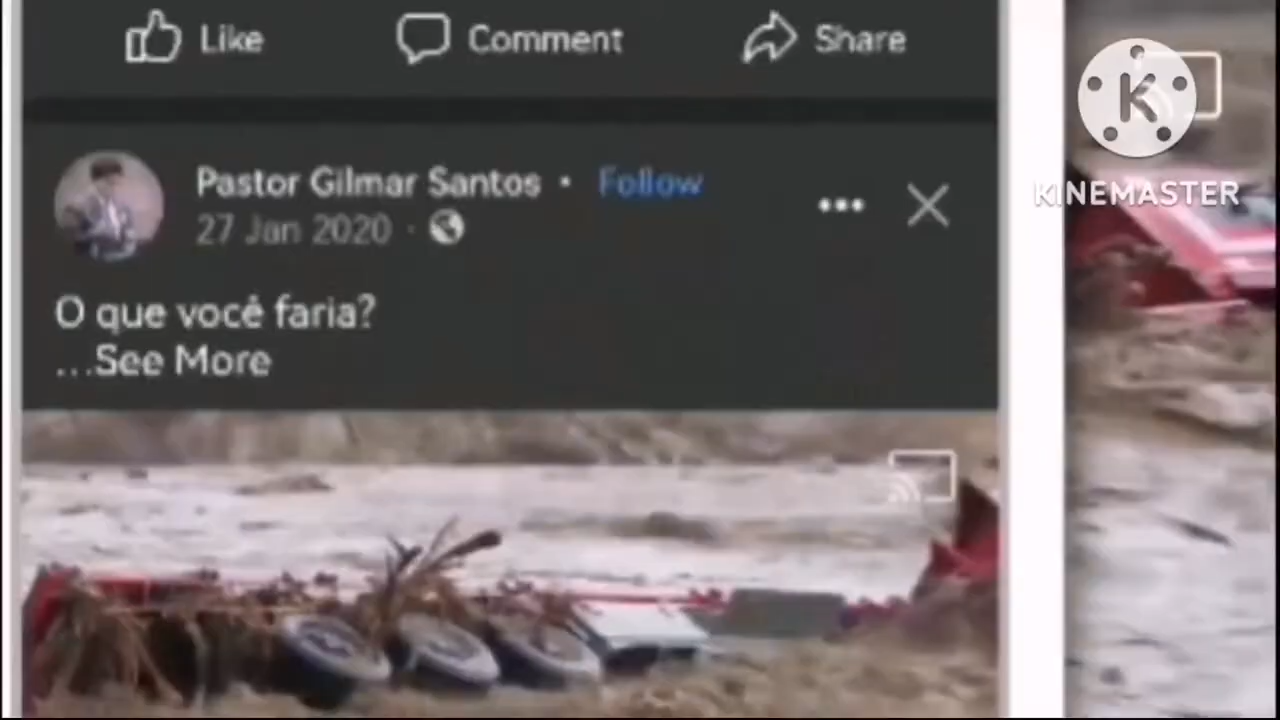 Like Comment Share
Pastor Gilmar Santos • Follow
27 Jan 2020 ·
O que você faria?
...See More
K
KINEMASTER